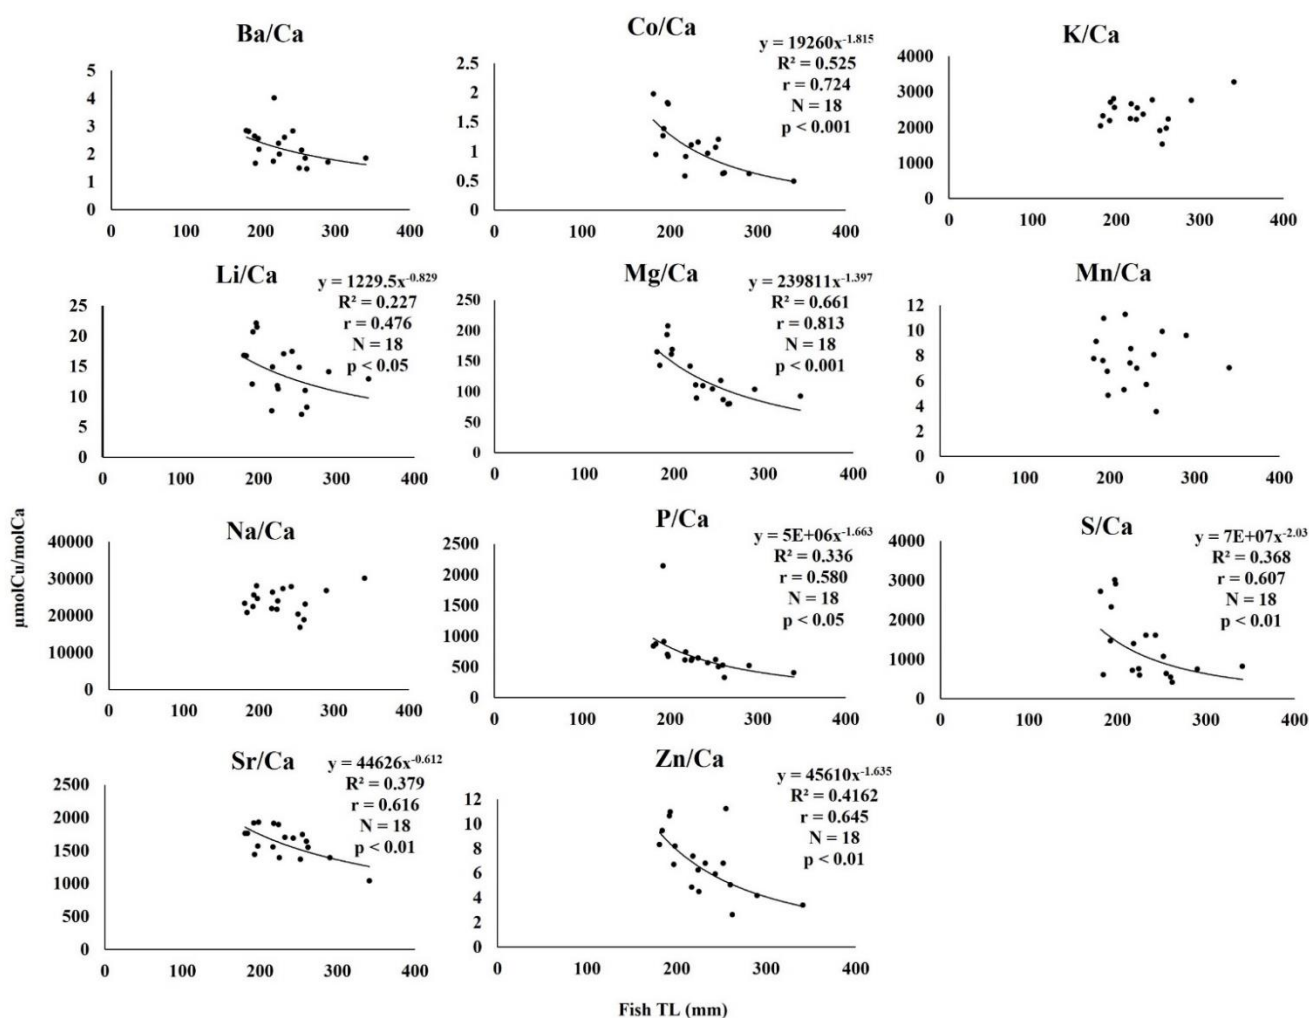 Ba/Ca
5
4
3
2
1
0
0 100 200 300 400
Co/Ca
y = 19260x^-1.815
R² = 0.525
r = 0.724
N = 18
p < 0.001
2.5
2
1.5
1
0.5
0
0 100 200 300 400
K/Ca
4000
3000
2000
1000
0
0 100 200 300 400
Li/Ca
y = 1229.5x^-0.829
R² = 0.227
r = 0.476
N = 18
p < 0.05
25
20
15
10
5
0
0 100 200 300 400
Mg/Ca
y = 239811x^-1.397
R² = 0.661
r = 0.813
N = 18
p < 0.001
250
200
150
100
50
0
0 100 200 300 400
Mn/Ca
12
10
8
6
4
2
0
0 100 200 300 400
µmolCu/molCa
Na/Ca
40000
30000
20000
10000
0
0 100 200 300 400
P/Ca
y = 5E+06x^-1.663
R² = 0.336
r = 0.580
N = 18
p < 0.05
2500
2000
1500
1000
500
0
0 100 200 300 400
S/Ca
y = 7E+07x^-2.03
R² = 0.368
r = 0.607
N = 18
p < 0.01
4000
3000
2000
1000
0
0 100 200 300 400
Sr/Ca
y = 44626x^-0.612
R² = 0.379
r = 0.616
N = 18
p < 0.01
2500
2000
1500
1000
500
0
0 100 200 300 400
Zn/Ca
y = 45610x^-1.635
R² = 0.4162
r = 0.645
N = 18
p < 0.01
12
10
8
6
4
2
0
0 100 200 300 400
Fish TL (mm)